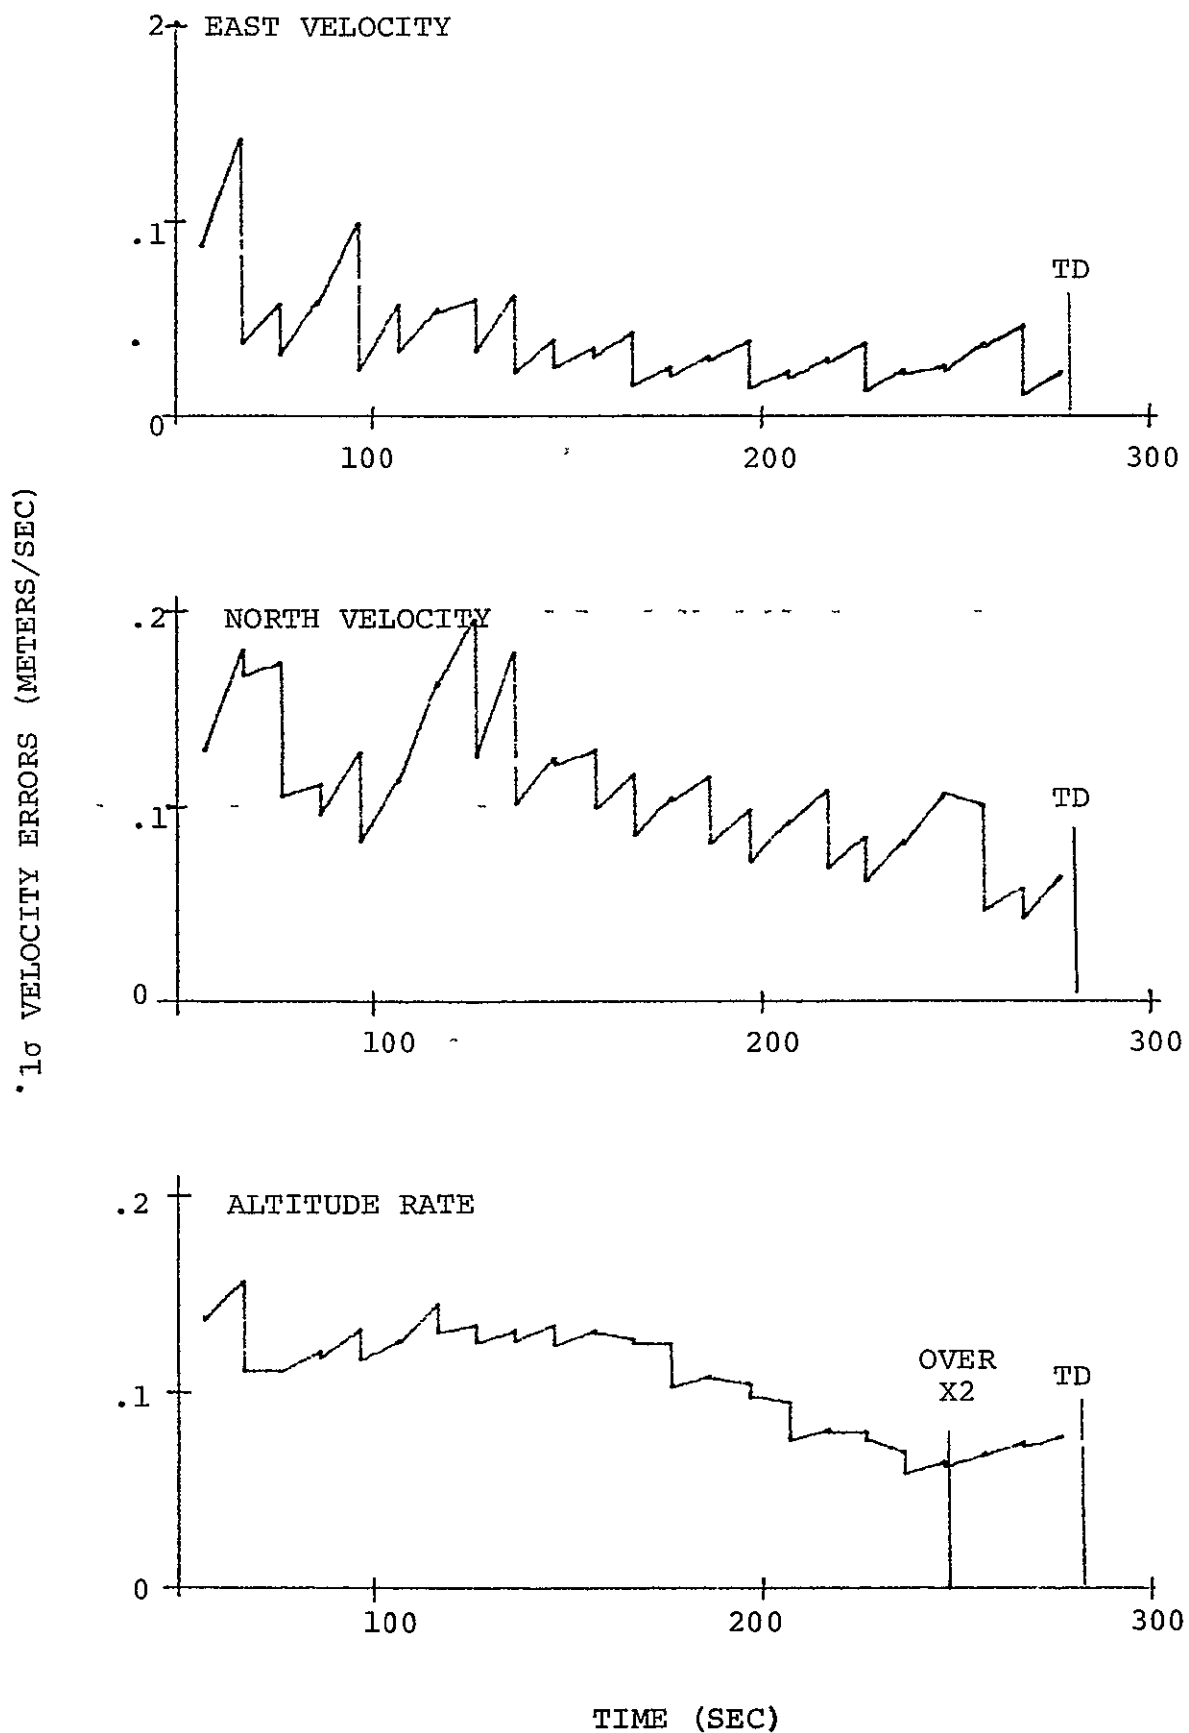 2 EAST VELOCITY
.1
TD
0
100 200 300
1σ VELOCITY ERRORS (METERS/SEC)
.2 NORTH VELOCITY
.1
TD
0
100 200 300
.2 ALTITUDE RATE
OVER
X2
TD
.1
0
100 200 300
TIME (SEC)